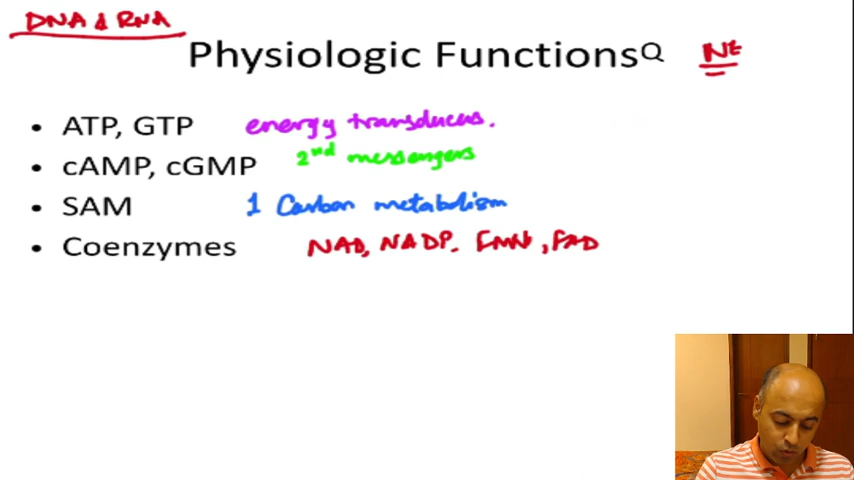 DNA & RNA
Physiologic FunctionsQ Nt
• ATP, GTP energy transducers.
• cAMP, cGMP 2nd messengers
• SAM 1 Carbon metabolism
• Coenzymes NAD, NADP. FMN, FAD